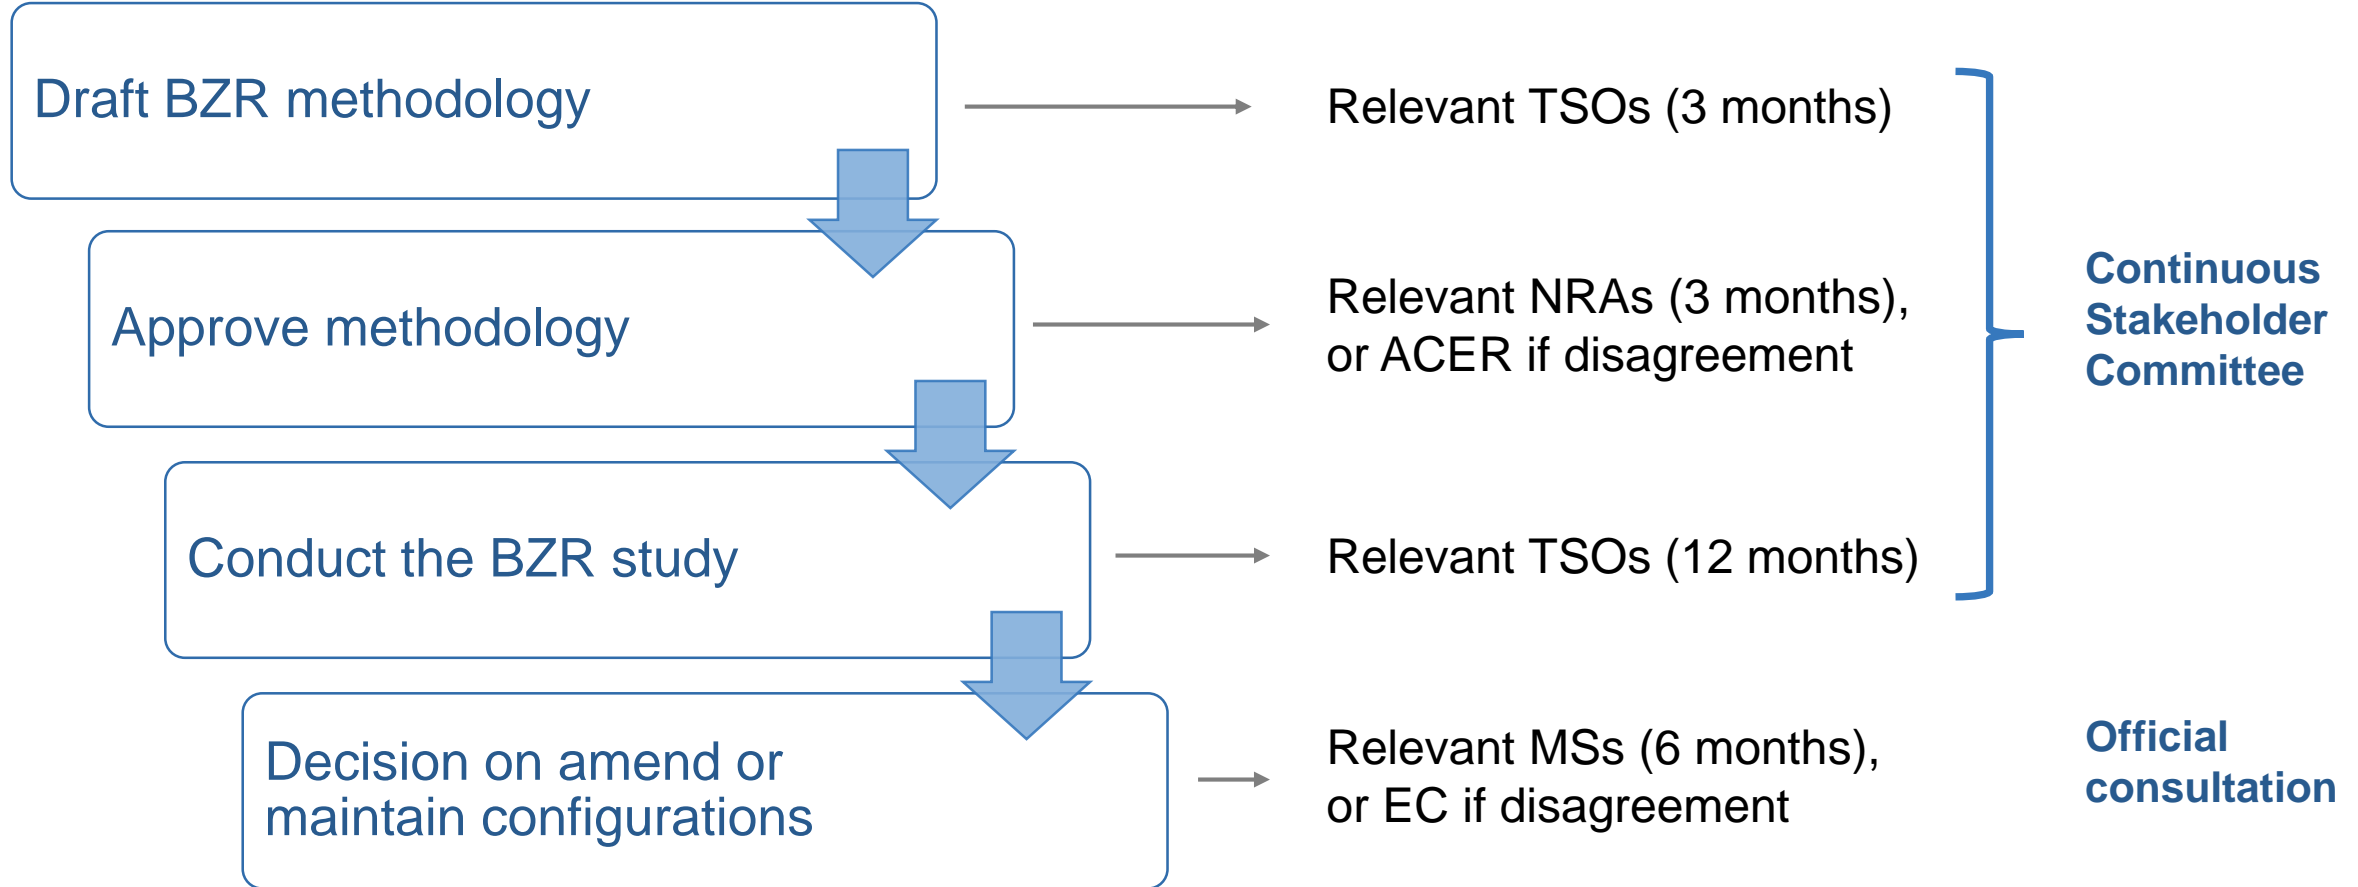 Draft BZR methodology
Relevant TSOs (3 months)
Approve methodology
Relevant NRAs (3 months),
or ACER if disagreement
Continuous
Stakeholder
Committee
Conduct the BZR study
Relevant TSOs (12 months)
Decision on amend or
maintain configurations
Relevant MSs (6 months),
or EC if disagreement
Official
consultation